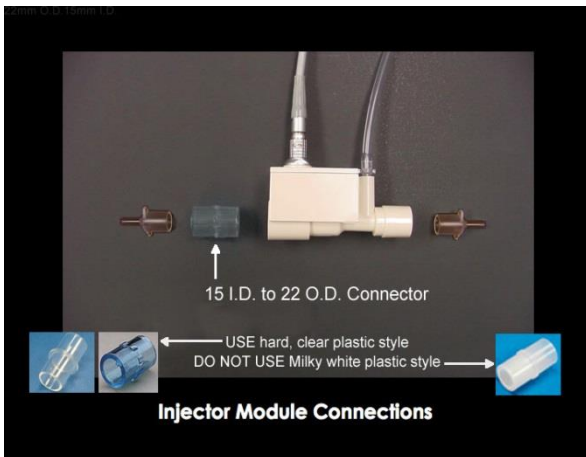 22mm O.D.15mm I.D.
15 I.D. to 22 O.D. Connector
USE hard, clear plastic style
DO NOT USE Milky white plastic style
Injector Module Connections